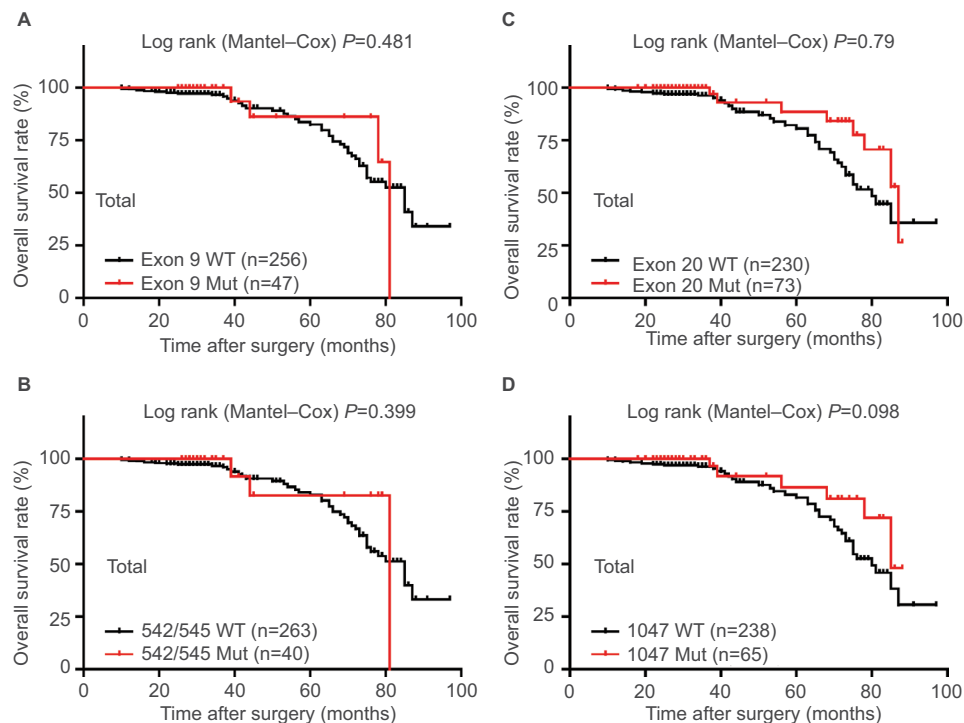 A
Log rank (Mantel–Cox) P=0.481
Overall survival rate (%)
100
75
50
25
0
Total
Exon 9 WT (n=256)
Exon 9 Mut (n=47)
0 20 40 60 80 100
Time after surgery (months)
C
Log rank (Mantel–Cox) P=0.79
Overall survival rate (%)
100
75
50
25
0
Total
Exon 20 WT (n=230)
Exon 20 Mut (n=73)
0 20 40 60 80 100
Time after surgery (months)
B
Log rank (Mantel–Cox) P=0.399
Overall survival rate (%)
100
75
50
25
0
Total
542/545 WT (n=263)
542/545 Mut (n=40)
0 20 40 60 80 100
Time after surgery (months)
D
Log rank (Mantel–Cox) P=0.098
Overall survival rate (%)
100
75
50
25
0
Total
1047 WT (n=238)
1047 Mut (n=65)
0 20 40 60 80 100
Time after surgery (months)